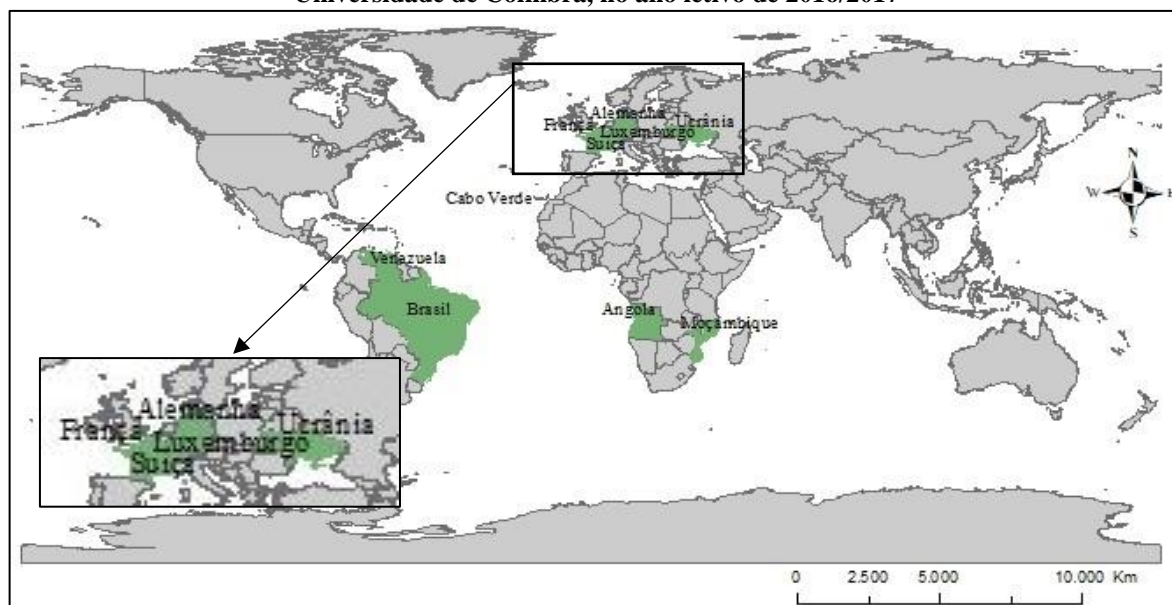 Universidade de Coimbra, no ano letivo de 2016/2017
Alemanha
França
Ucrânia
Luxemburgo
Suiça
N
W
E
S
Cabo Verde
Venezuela
Brasil
Angola
Moçambique
Alemanha
França
Ucrânia
Luxemburgo
Suiça
0 2.500 5.000 10.000 Km